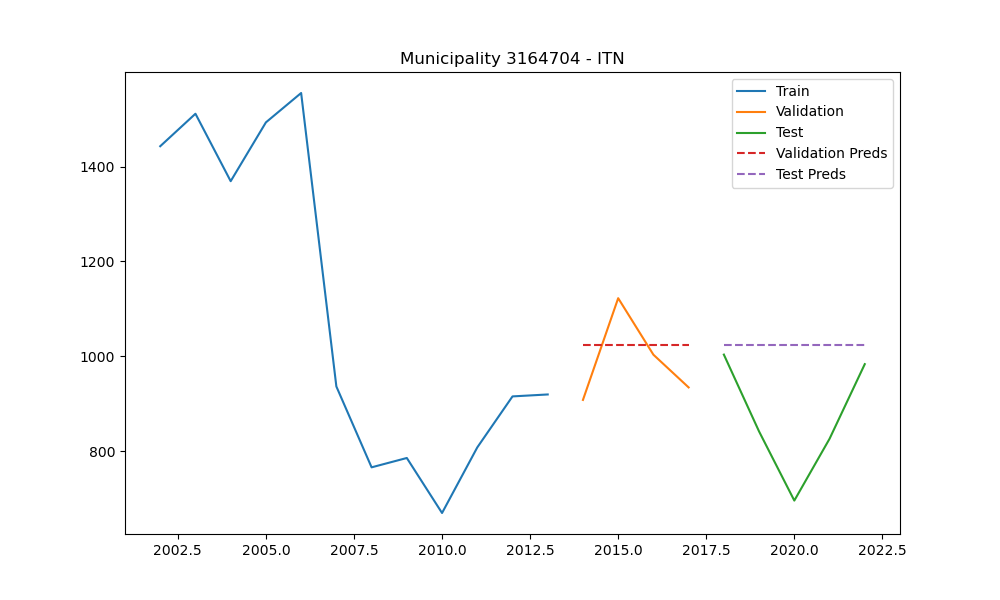 Municipality 3164704 - ITN
Train
Validation
Test
Validation Preds
Test Preds
1400
1200
1000
800
2002.5 2005.0 2007.5 2010.0 2012.5 2015.0 2017.5 2020.0 2022.5